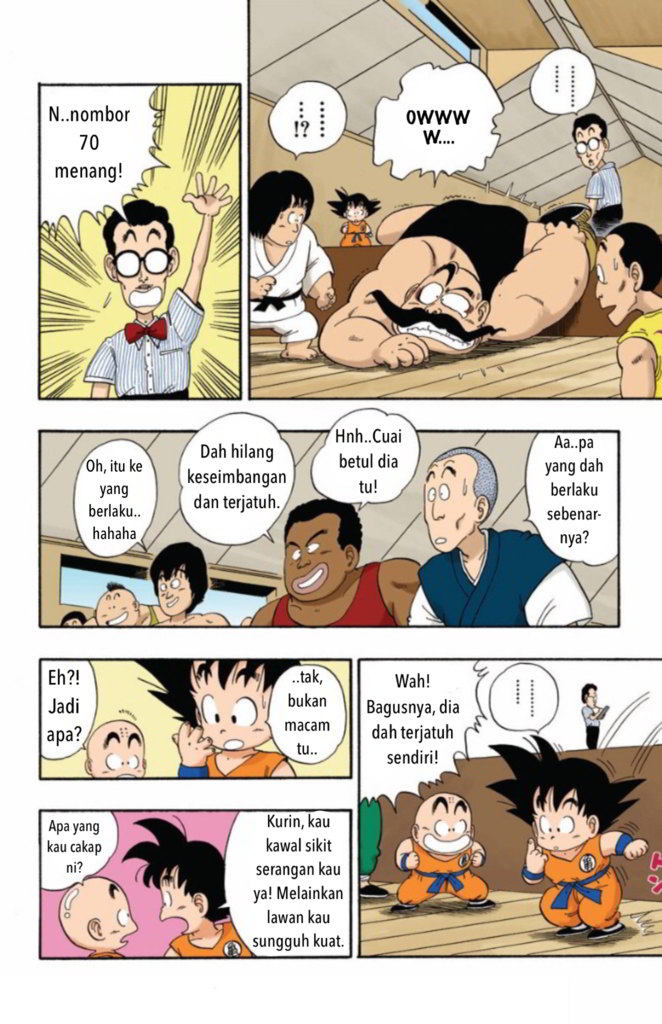 ⋮⋮
OWWW
W....
⋮⋮
!?
N..nombor
70
menang!
Aa..pa
yang dah
berlaku
sebenar-
nya?
Hnh..Cuai
betul dia
tu!
Dah hilang
keseimbangan
dan terjatuh.
Oh, itu ke
yang
berlaku..
hahaha
⋮⋮
Wah!
Bagusnya, dia
dah terjatuh
sendiri!
亀
亀
..tak,
bukan
macam
tu..
Eh?!
Jadi
apa?
Kurin, kau
kawal sikit
serangan kau
ya! Melainkan
lawan kau
sungguh kuat.
Apa yang
kau cakap
ni?
亀